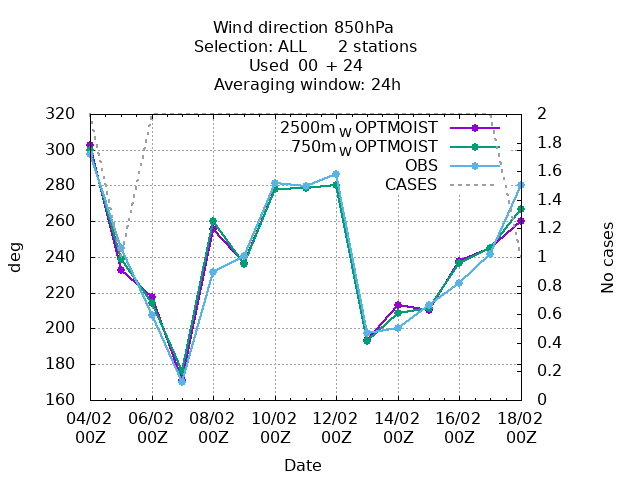 Wind direction 850hPa
Selection: ALL 2 stations
Used 00 + 24
Averaging window: 24h
2500m W OPTMOIST
750m W OPTMOIST
OBS
CASES
deg
320
300
280
260
240
220
200
180
160
No cases
2
1.8
1.6
1.4
1.2
1
0.8
0.6
0.4
0.2
0
04/02 06/02 08/02 10/02 12/02 14/02 16/02 18/02
00Z 00Z 00Z 00Z 00Z 00Z 00Z 00Z
Date